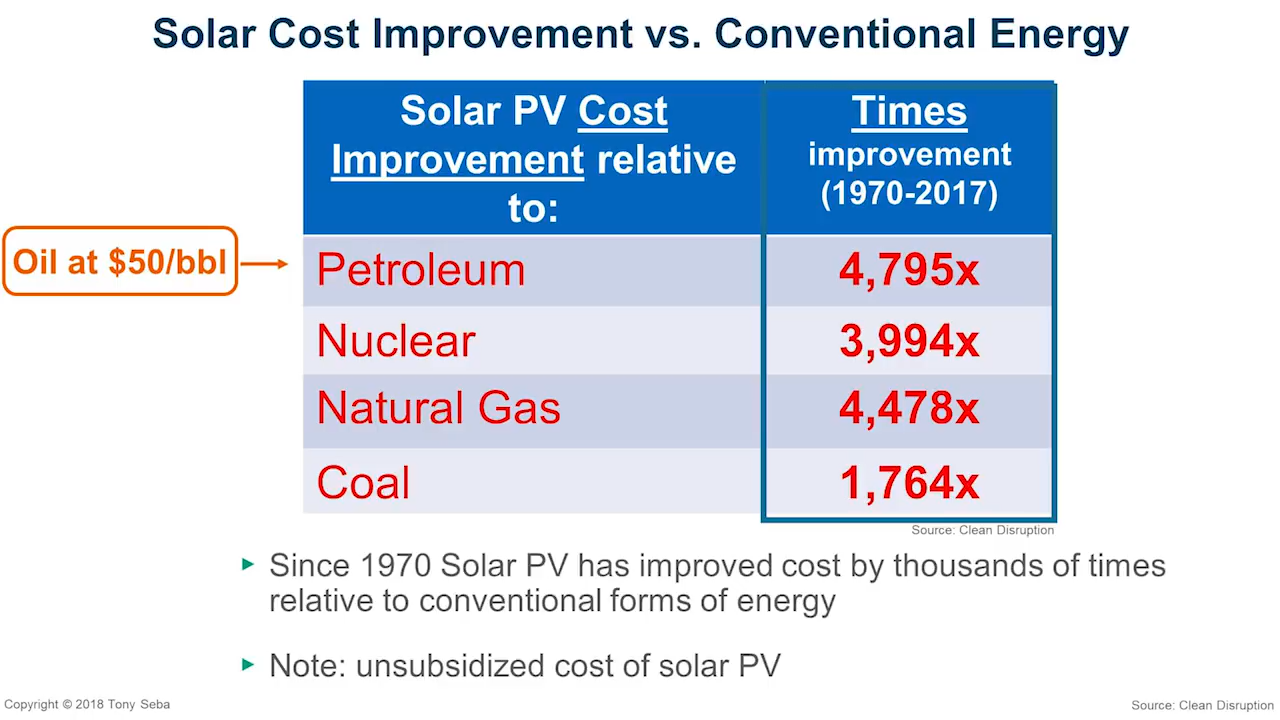 Solar Cost Improvement vs. Conventional Energy
Solar PV Cost
Improvement relative
to:
Times
improvement
(1970-2017)
Oil at $50/bbl
Petroleum
4,795x
Nuclear
3,994x
Natural Gas
4,478x
Coal
1,764x
Source: Clean Disruption
Since 1970 Solar PV has improved cost by thousands of times
relative to conventional forms of energy
Note: unsubsidized cost of solar PV
Copyright © 2018 Tony Seba
Source: Clean Disruption